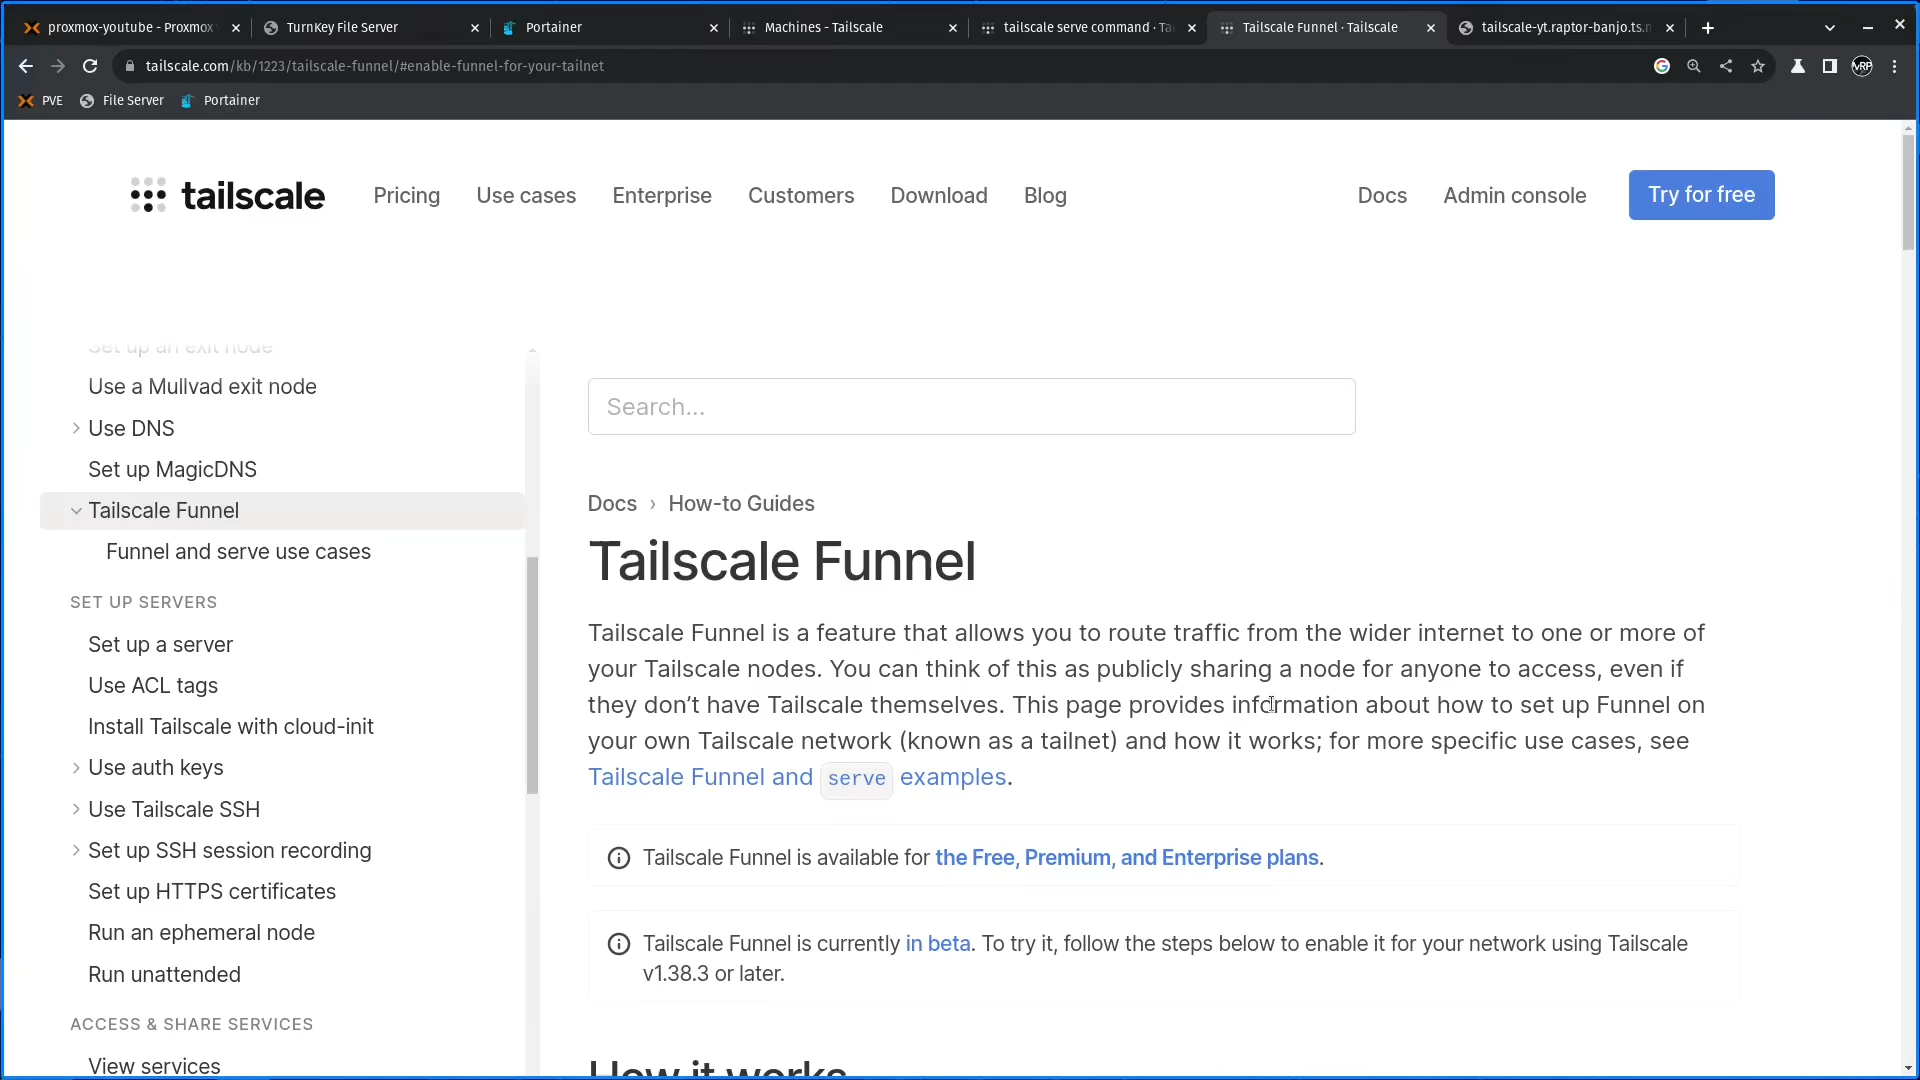 proxmox-youtube - Proxmox
TurnKey File Server
Portainer
Machines - Tailscale
tailscale serve command · Ta
Tailscale Funnel · Tailscale
tailscale-yt.raptor-banjo.ts.n
tailscale.com/kb/1223/tailscale-funnel/#enable-funnel-for-your-tailnet
VRP
PVE
File Server
Portainer
tailscale
Pricing
Use cases
Enterprise
Customers
Download
Blog
Docs
Admin console
Try for free
Set up an exit node
Use a Mullvad exit node
Use DNS
Set up MagicDNS
Tailscale Funnel
Funnel and serve use cases
SET UP SERVERS
Set up a server
Use ACL tags
Install Tailscale with cloud-init
Use auth keys
Use Tailscale SSH
Set up SSH session recording
Set up HTTPS certificates
Run an ephemeral node
Run unattended
ACCESS & SHARE SERVICES
View services
Search...
Docs › How-to Guides
Tailscale Funnel
Tailscale Funnel is a feature that allows you to route traffic from the wider internet to one or more of
your Tailscale nodes. You can think of this as publicly sharing a node for anyone to access, even if
they don’t have Tailscale themselves. This page provides information about how to set up Funnel on
your own Tailscale network (known as a tailnet) and how it works; for more specific use cases, see
Tailscale Funnel and serve examples.
Tailscale Funnel is available for the Free, Premium, and Enterprise plans.
Tailscale Funnel is currently in beta. To try it, follow the steps below to enable it for your network using Tailscale
v1.38.3 or later.
How it works